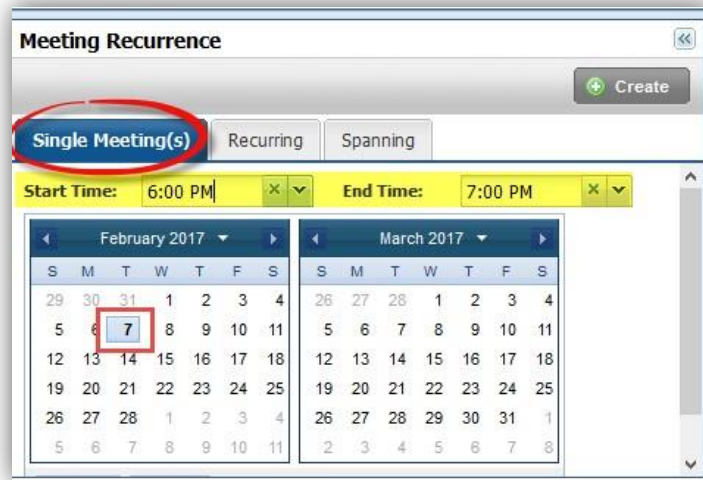 Meeting Recurrence
Create
Single Meeting(s) Recurring Spanning
Start Time: 6:00 PM End Time: 7:00 PM
February 2017 March 2017
S M T W T F S S M T W T F S
29 30 31 1 2 3 4 26 27 28 1 2 3 4
5 6 7 8 9 10 11 5 6 7 8 9 10 11
12 13 14 15 16 17 18 12 13 14 15 16 17 18
19 20 21 22 23 24 25 19 20 21 22 23 24 25
26 27 28 1 2 3 4 26 27 28 29 30 31 1
5 6 7 8 9 10 11 2 3 4 5 6 7 8